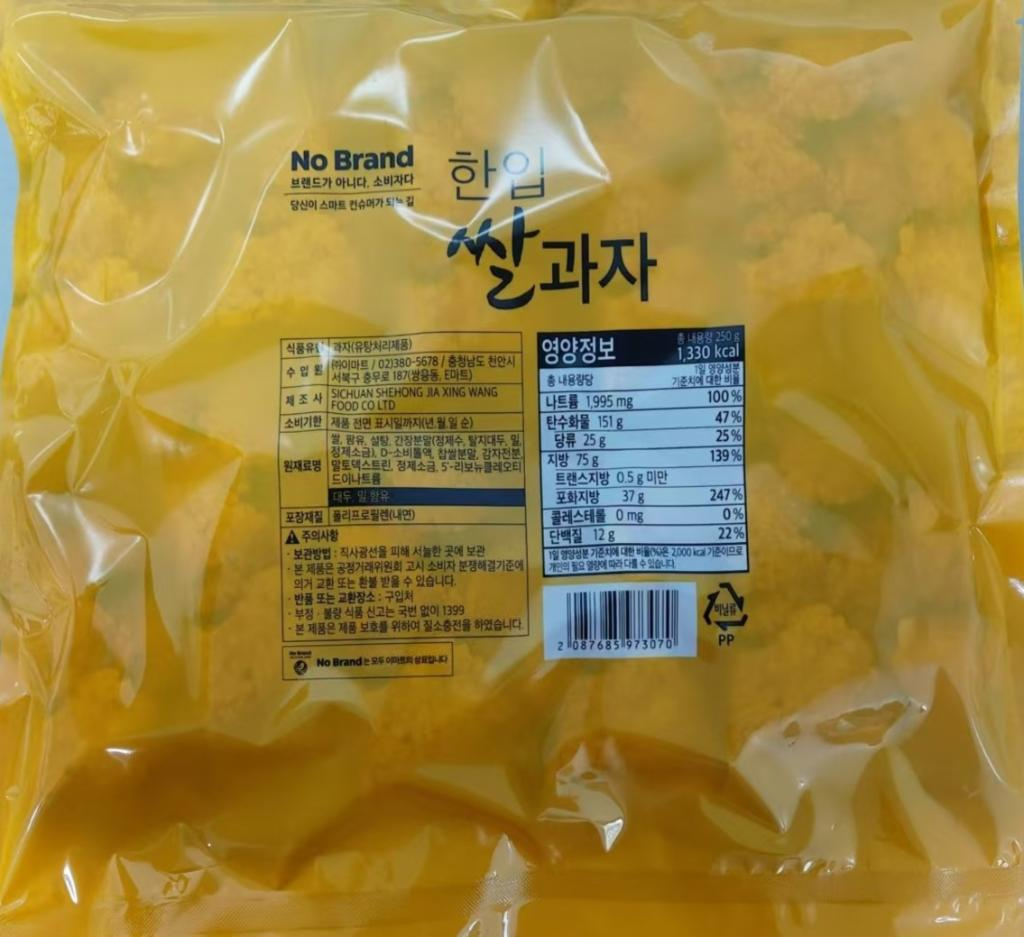 No Brand
브랜드가 아니다. 소비자다
당신이 스마트 컨슈머가 되는 길
한입
쌀과자
식품유형 과자(유탕처리제품)
수 입 원 ㈜이마트 / 02)380-5678 / 충청남도 천안시
서북구 충무로 187(쌍용동, E마트)
제 조 사 SICHUAN SHEHONG JIA XING WANG
FOOD CO LTD
소비기한 제품 전면 표시일까지(년.월.일 순)
원재료명 쌀, 팜유, 설탕, 간장분말(정제수, 탈지대두, 밀,
정제소금), D-소비톨액, 찹쌀분말, 감자전분,
말토덱스트린, 정제소금, 5'-리보뉴클레오티
드이나트륨
대두, 밀 함유
포장재질 폴리프로필렌(내면)
주의사항
· 보관방법 : 직사광선을 피해 서늘한 곳에 보관
· 본 제품은 공정거래위원회 고시 소비자 분쟁해결기준에
의거 교환 또는 환불 받을 수 있습니다.
· 반품 또는 교환장소 : 구입처
· 부정 · 불량 식품 신고는 국번 없이 1399
· 본 제품은 제품 보호를 위하여 질소충전을 하였습니다.
No Brand는 모두 이마트의 상표입니다
영양정보
총 내용량 250 g
1,330 kcal
총 내용량당 1일 영양성분
기준치에 대한 비율
나트륨 1,995 mg 100 %
탄수화물 151 g 47 %
당류 25 g 25 %
지방 75 g 139 %
트랜스지방 0.5 g 미만
포화지방 37 g 247 %
콜레스테롤 0 mg 0 %
단백질 12 g 22 %
1일 영양성분 기준치에 대한 비율(%)은 2,000 kcal 기준이므로
개인의 필요 열량에 따라 다를 수 있습니다.
2 087685 973070
비닐류
PP